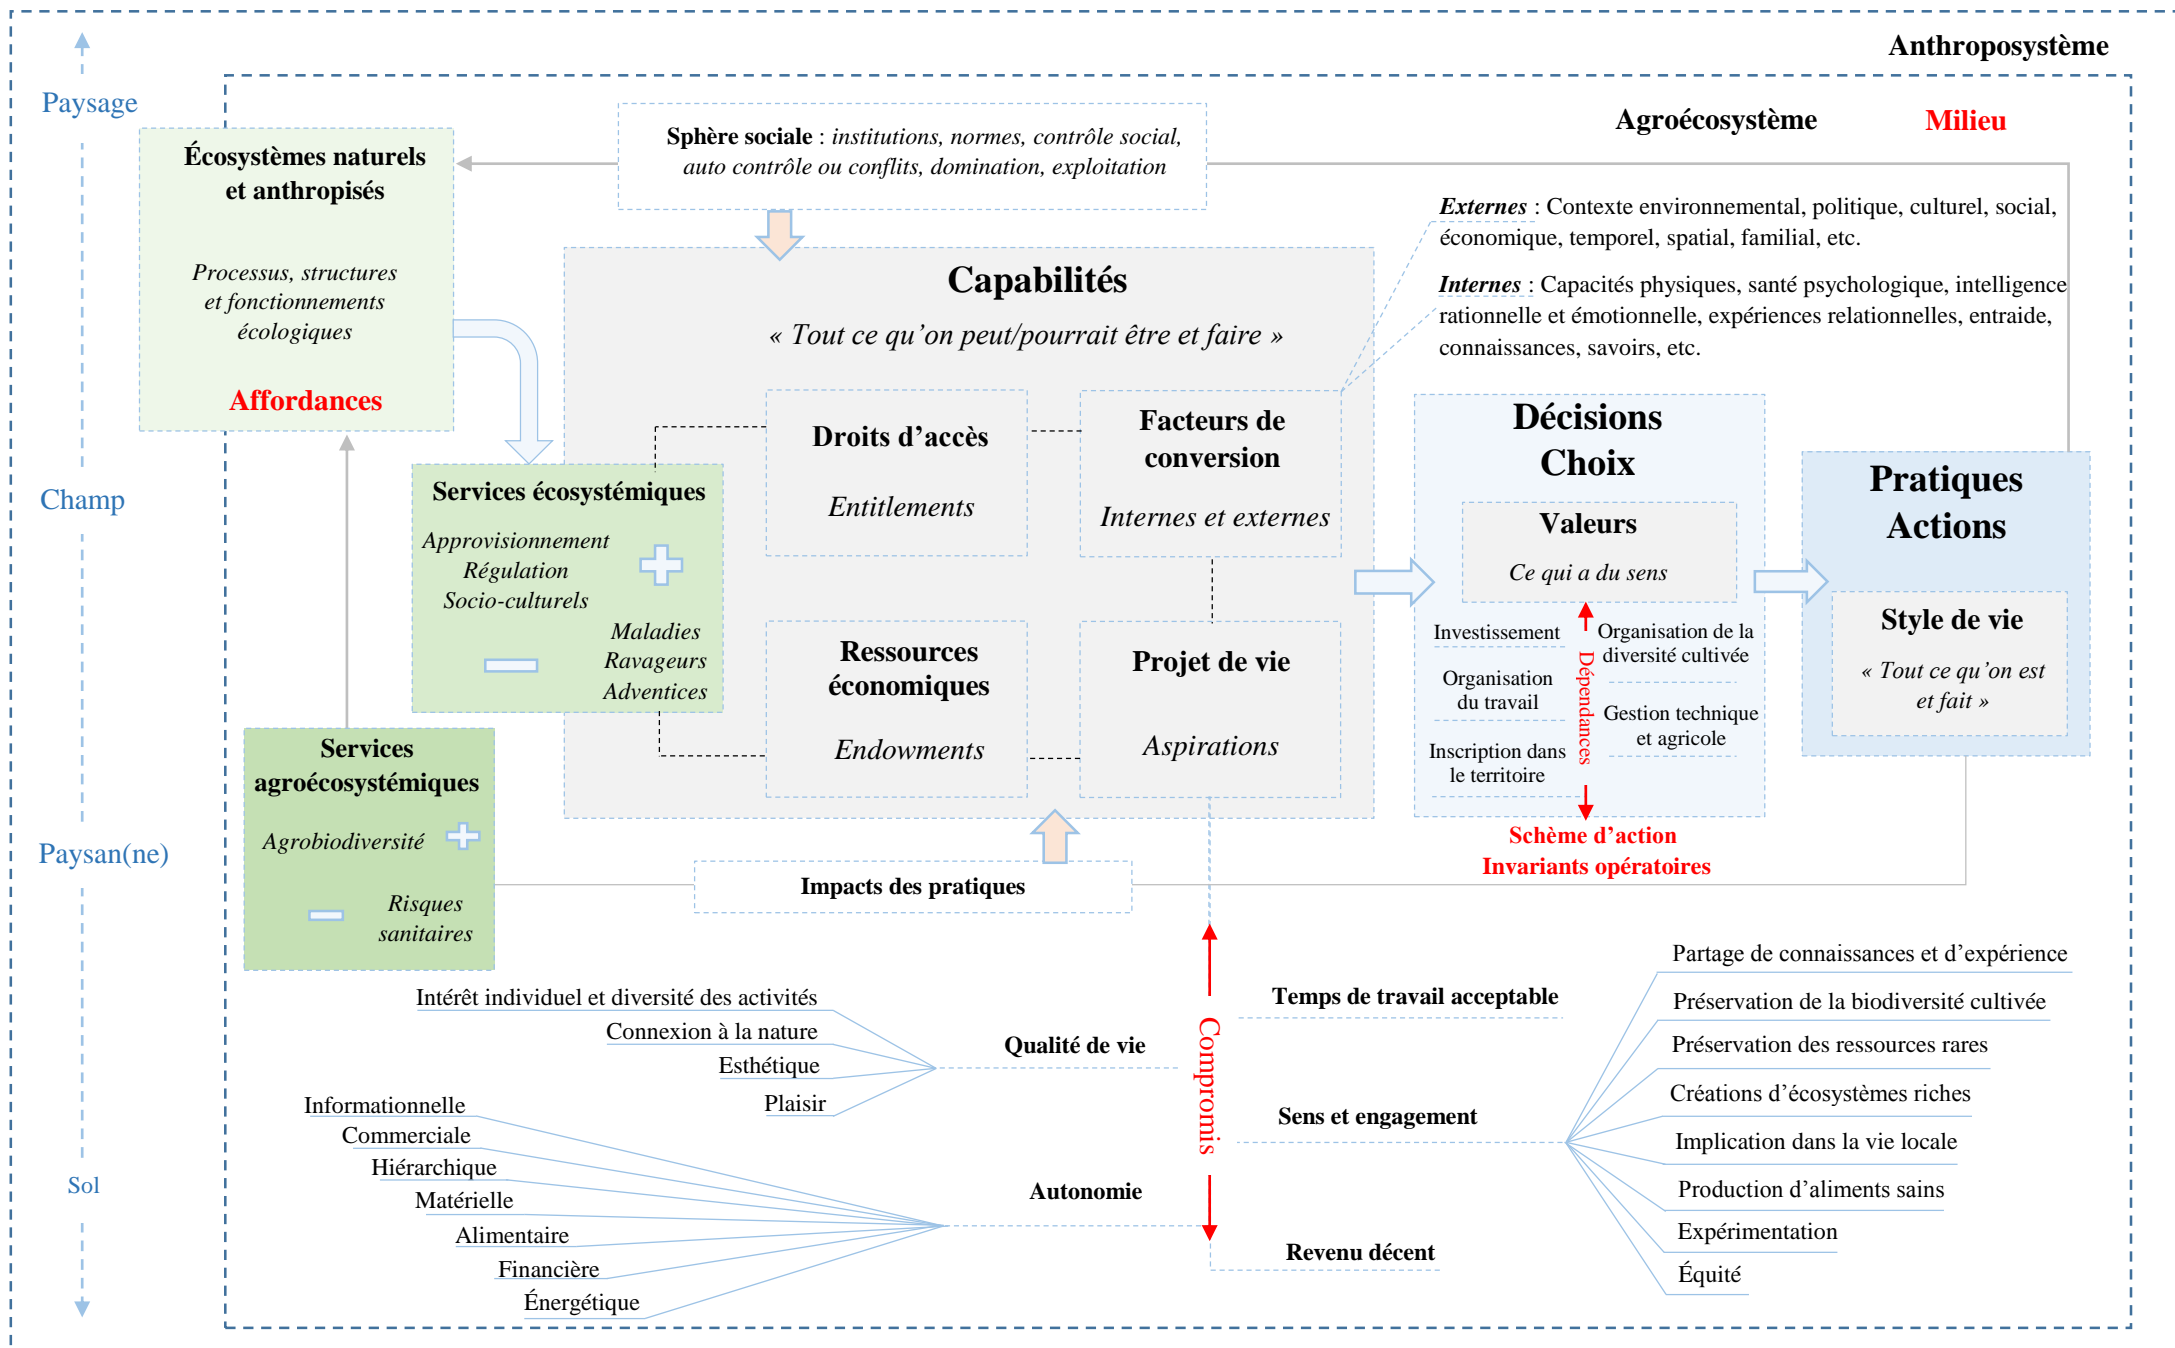 Anthroposystème
Paysage
Champ
Paysan(ne)
Sol
Agroécosystème
Milieu
Écosystèmes naturels
et anthropisés
Processus, structures
et fonctionnements
écologiques
Affordances
Sphère sociale : institutions, normes, contrôle social,
auto contrôle ou conflits, domination, exploitation
Externes : Contexte environnemental, politique, culturel, social,
économique, temporel, spatial, familial, etc.
Internes : Capacités physiques, santé psychologique, intelligence
rationnelle et émotionnelle, expériences relationnelles, entraide,
connaissances, savoirs, etc.
Capabilités
« Tout ce qu'on peut/pourrait être et faire »
Droits d'accès
Entitlements
Facteurs de
conversion
Internes et externes
Services écosystémiques
Approvisionnement
Régulation
Socio-culturels
Maladies
Ravageurs
Adventices
Ressources
économiques
Endowments
Projet de vie
Aspirations
Décisions
Choix
Valeurs
Ce qui a du sens
Investissement
Organisation
du travail
Inscription dans
le territoire
Dépendances
Organisation de la
diversité cultivée
Gestion technique
et agricole
Schème d'action
Invariants opératoires
Pratiques
Actions
Style de vie
« Tout ce qu'on est
et fait »
Services
agroécosystémiques
Agrobiodiversité
Risques
sanitaires
Impacts des pratiques
Compromis
Intérêt individuel et diversité des activités
Connexion à la nature
Esthétique
Plaisir
Qualité de vie
Informationnelle
Commerciale
Hiérarchique
Matérielle
Alimentaire
Financière
Énergétique
Autonomie
Temps de travail acceptable
Sens et engagement
Revenu décent
Partage de connaissances et d'expérience
Préservation de la biodiversité cultivée
Préservation des ressources rares
Créations d'écosystèmes riches
Implication dans la vie locale
Production d'aliments sains
Expérimentation
Équité